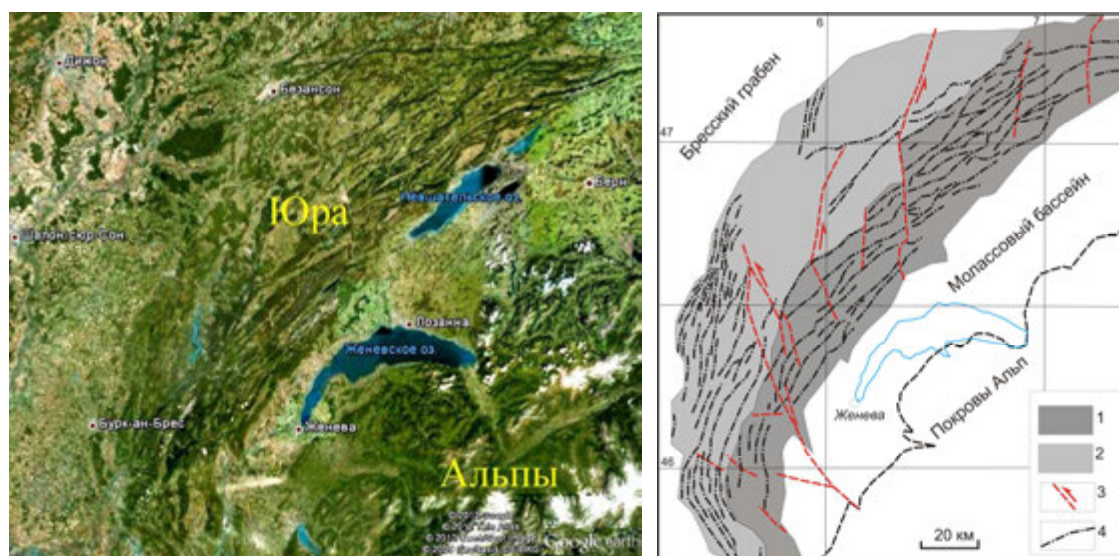 Дижон
Безансон
Невшательское оз.
Берн
Юра
Шалон-сюр-Сон
Лозанна
Женевское оз.
Бурк-ан-Брес
Женева
Альпы
Google earth
6
7
Бресский грабен
47
Молассовый бассейн
Женева
Покровы Альп
46
1
2
3
4
20 км